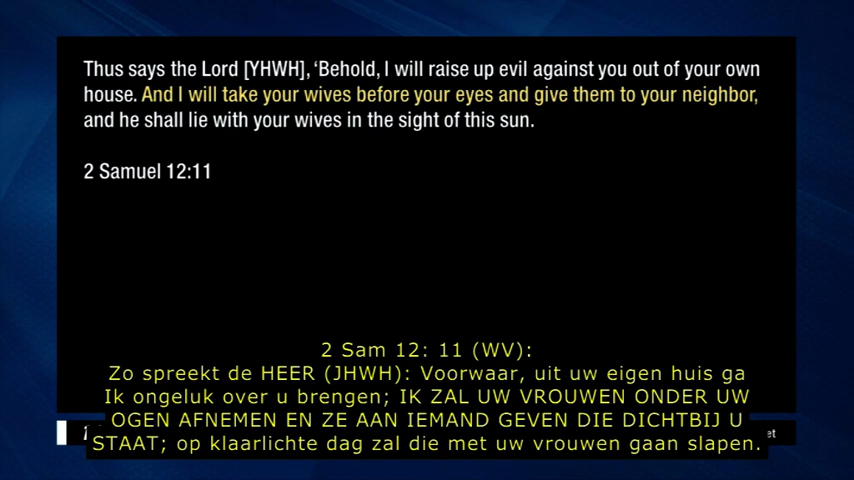 Thus says the Lord [YHWH], ‘Behold, I will raise up evil against you out of your own
house. And I will take your wives before your eyes and give them to your neighbor,
and he shall lie with your wives in the sight of this sun.
2 Samuel 12:11
2 Sam 12: 11 (WV):
Zo spreekt de HEER (JHWH): Voorwaar, uit uw eigen huis ga
Ik ongeluk over u brengen; IK ZAL UW VROUWEN ONDER UW
OGEN AFNEMEN EN ZE AAN IEMAND GEVEN DIE DICHTBIJ U
STAAT; op klaarlichte dag zal die met uw vrouwen gaan slapen.